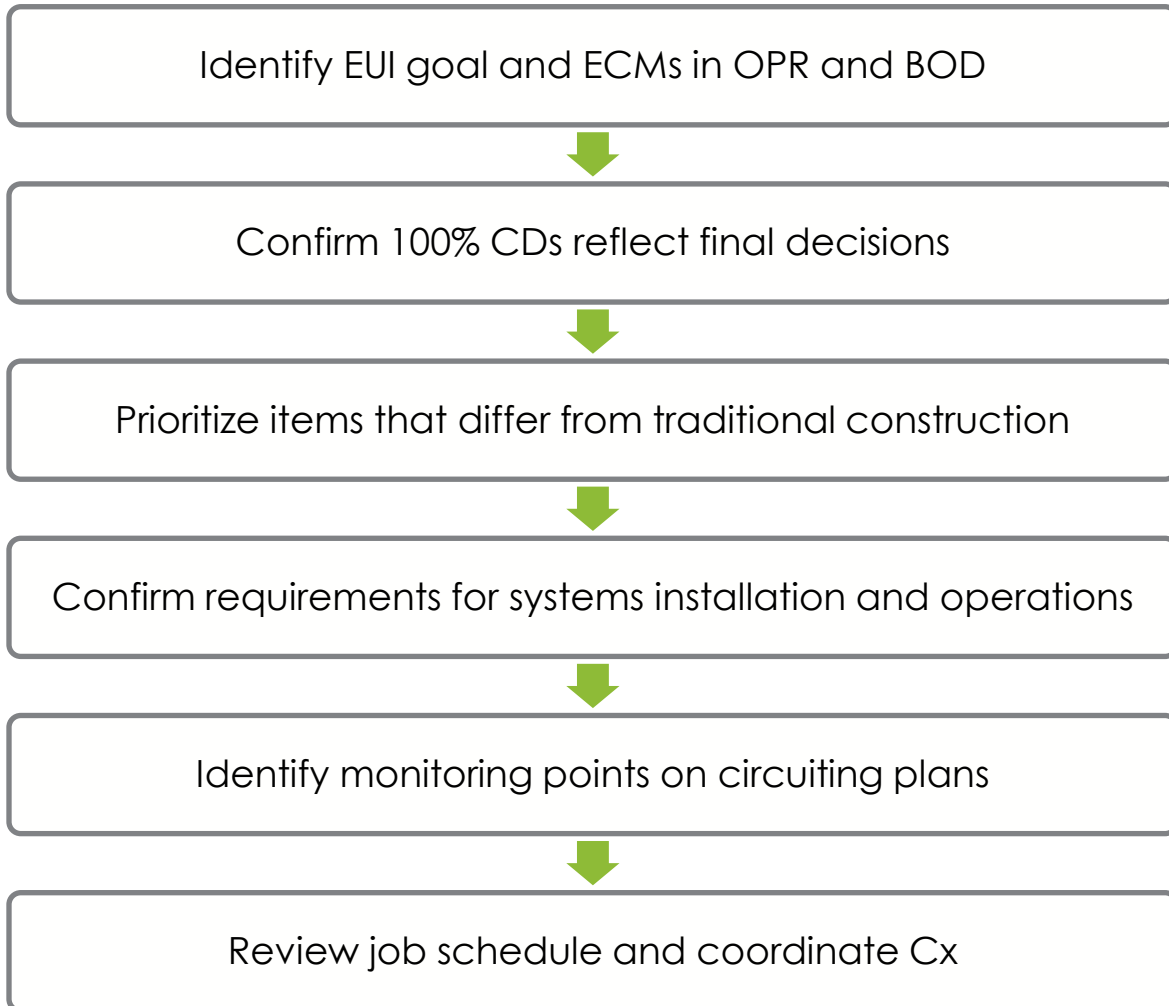 Identify EUI goal and ECMs in OPR and BOD
Confirm 100% CDs reflect final decisions
Prioritize items that differ from traditional construction
Confirm requirements for systems installation and operations
Identify monitoring points on circuiting plans
Review job schedule and coordinate Cx